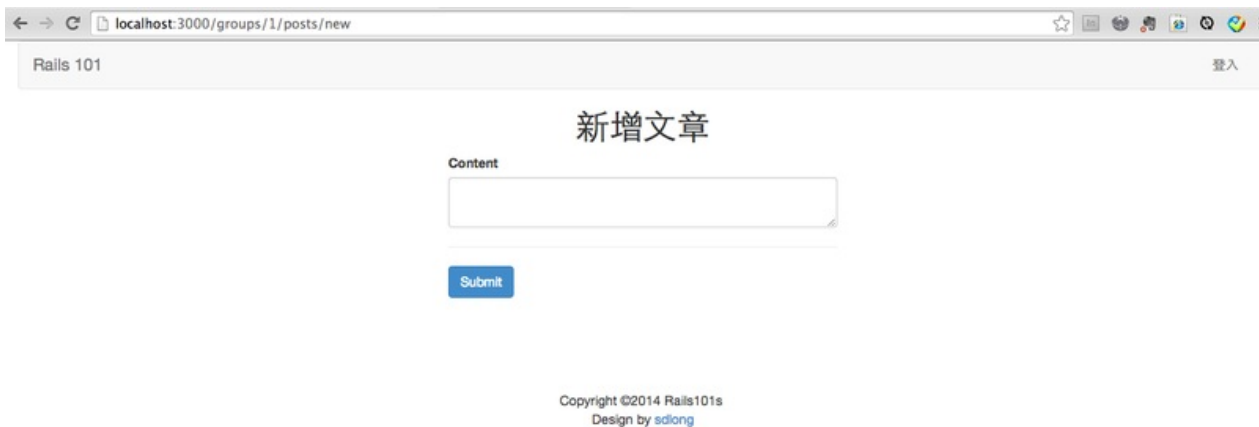 localhost:3000/groups/1/posts/new
Rails 101
登入
新增文章
Content
Submit
Copyright ©2014 Rails101s
Design by sdlong